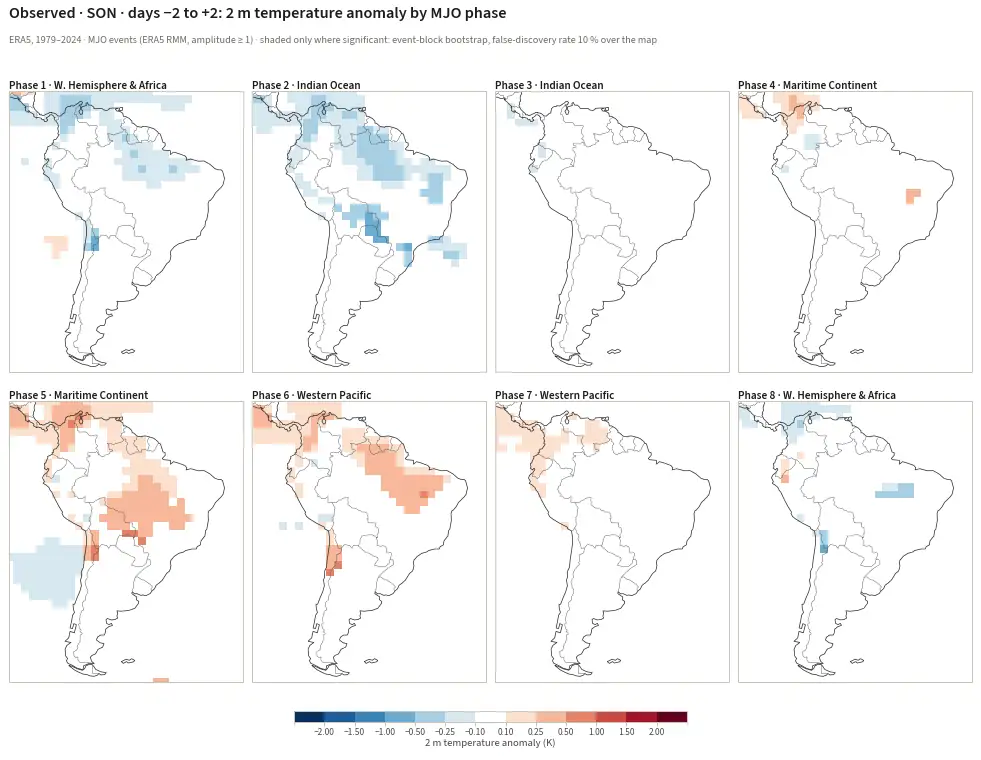 Observed · SON · days −2 to +2: 2 m temperature anomaly by MJO phase
ERA5, 1979–2024 · MJO events (ERA5 RMM, amplitude ≥ 1) · shaded only where significant: event-block bootstrap, false-discovery rate 10 % over the map
Phase 1 · W. Hemisphere & Africa
Phase 2 · Indian Ocean
Phase 3 · Indian Ocean
Phase 4 · Maritime Continent
Phase 5 · Maritime Continent
Phase 6 · Western Pacific
Phase 7 · Western Pacific
Phase 8 · W. Hemisphere & Africa
−2.00 −1.50 −1.00 −0.50 −0.25 −0.10 0.10 0.25 0.50 1.00 1.50 2.00
2 m temperature anomaly (K)